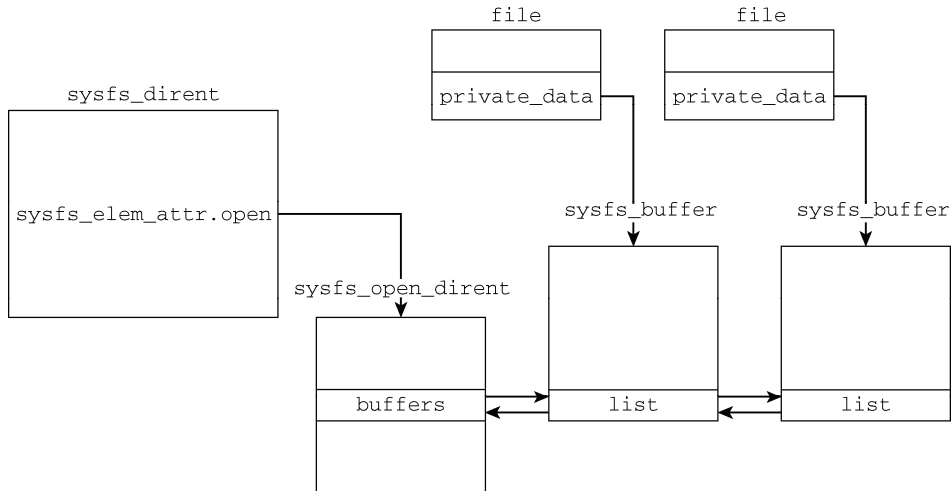 file
file
private_data
private_data
sysfs_dirent
sysfs_elem_attr.open
sysfs_buffer
sysfs_buffer
sysfs_open_dirent
buffers
list
list